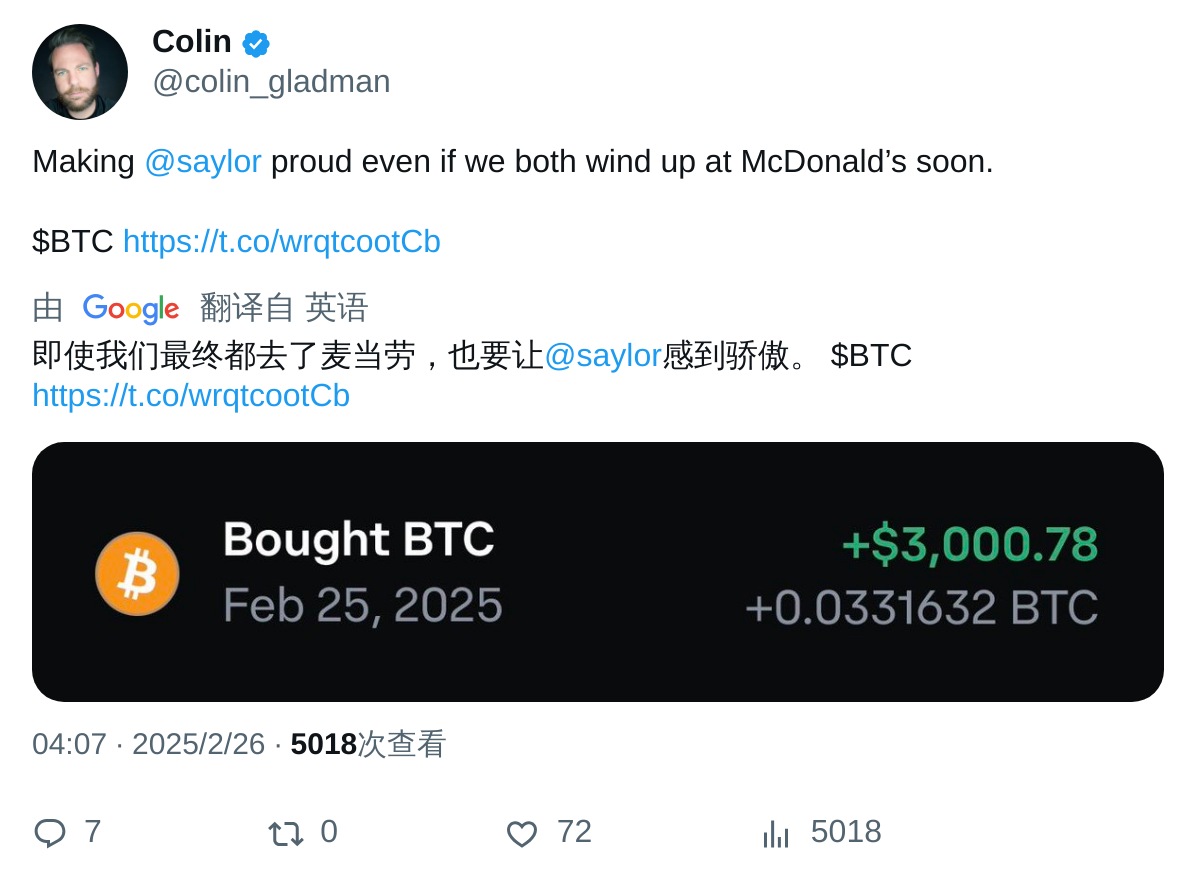 Colin
@colin_gladman
Making @saylor proud even if we both wind up at McDonald’s soon.
$BTC https://t.co/wrqtcootCb
由 Google 翻译自 英语
即使我们最终都去了麦当劳，也要让@saylor感到骄傲。 $BTC
https://t.co/wrqtcootCb
Bought BTC
+$3,000.78
Feb 25, 2025
+0.0331632 BTC
04:07 · 2025/2/26 · 5018次查看
7 0 72 5018